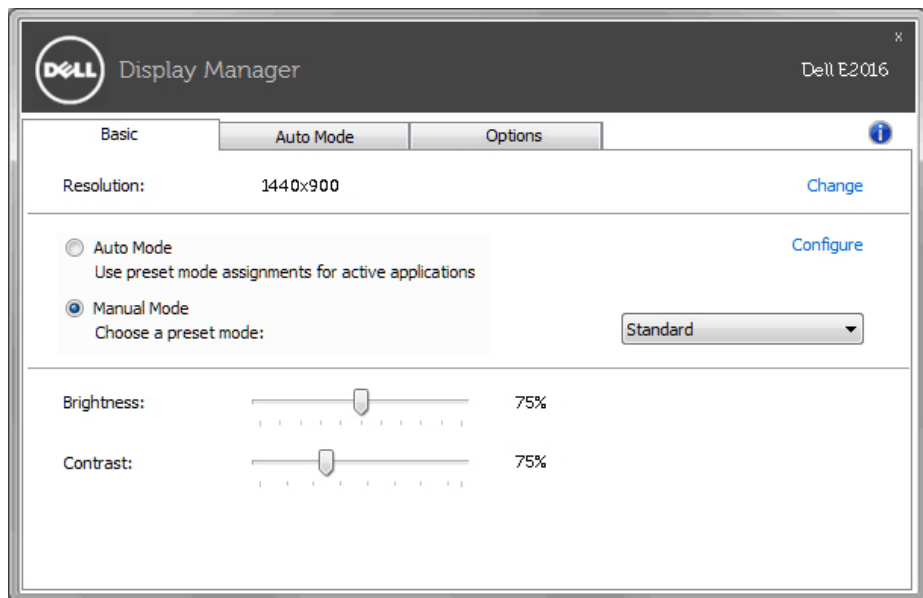 x
DELL Display Manager Dell E2016
Basic Auto Mode Options i
Resolution: 1440x900 Change
Auto Mode Configure
Use preset mode assignments for active applications
Manual Mode
Choose a preset mode: Standard
Brightness: 75%
Contrast: 75%